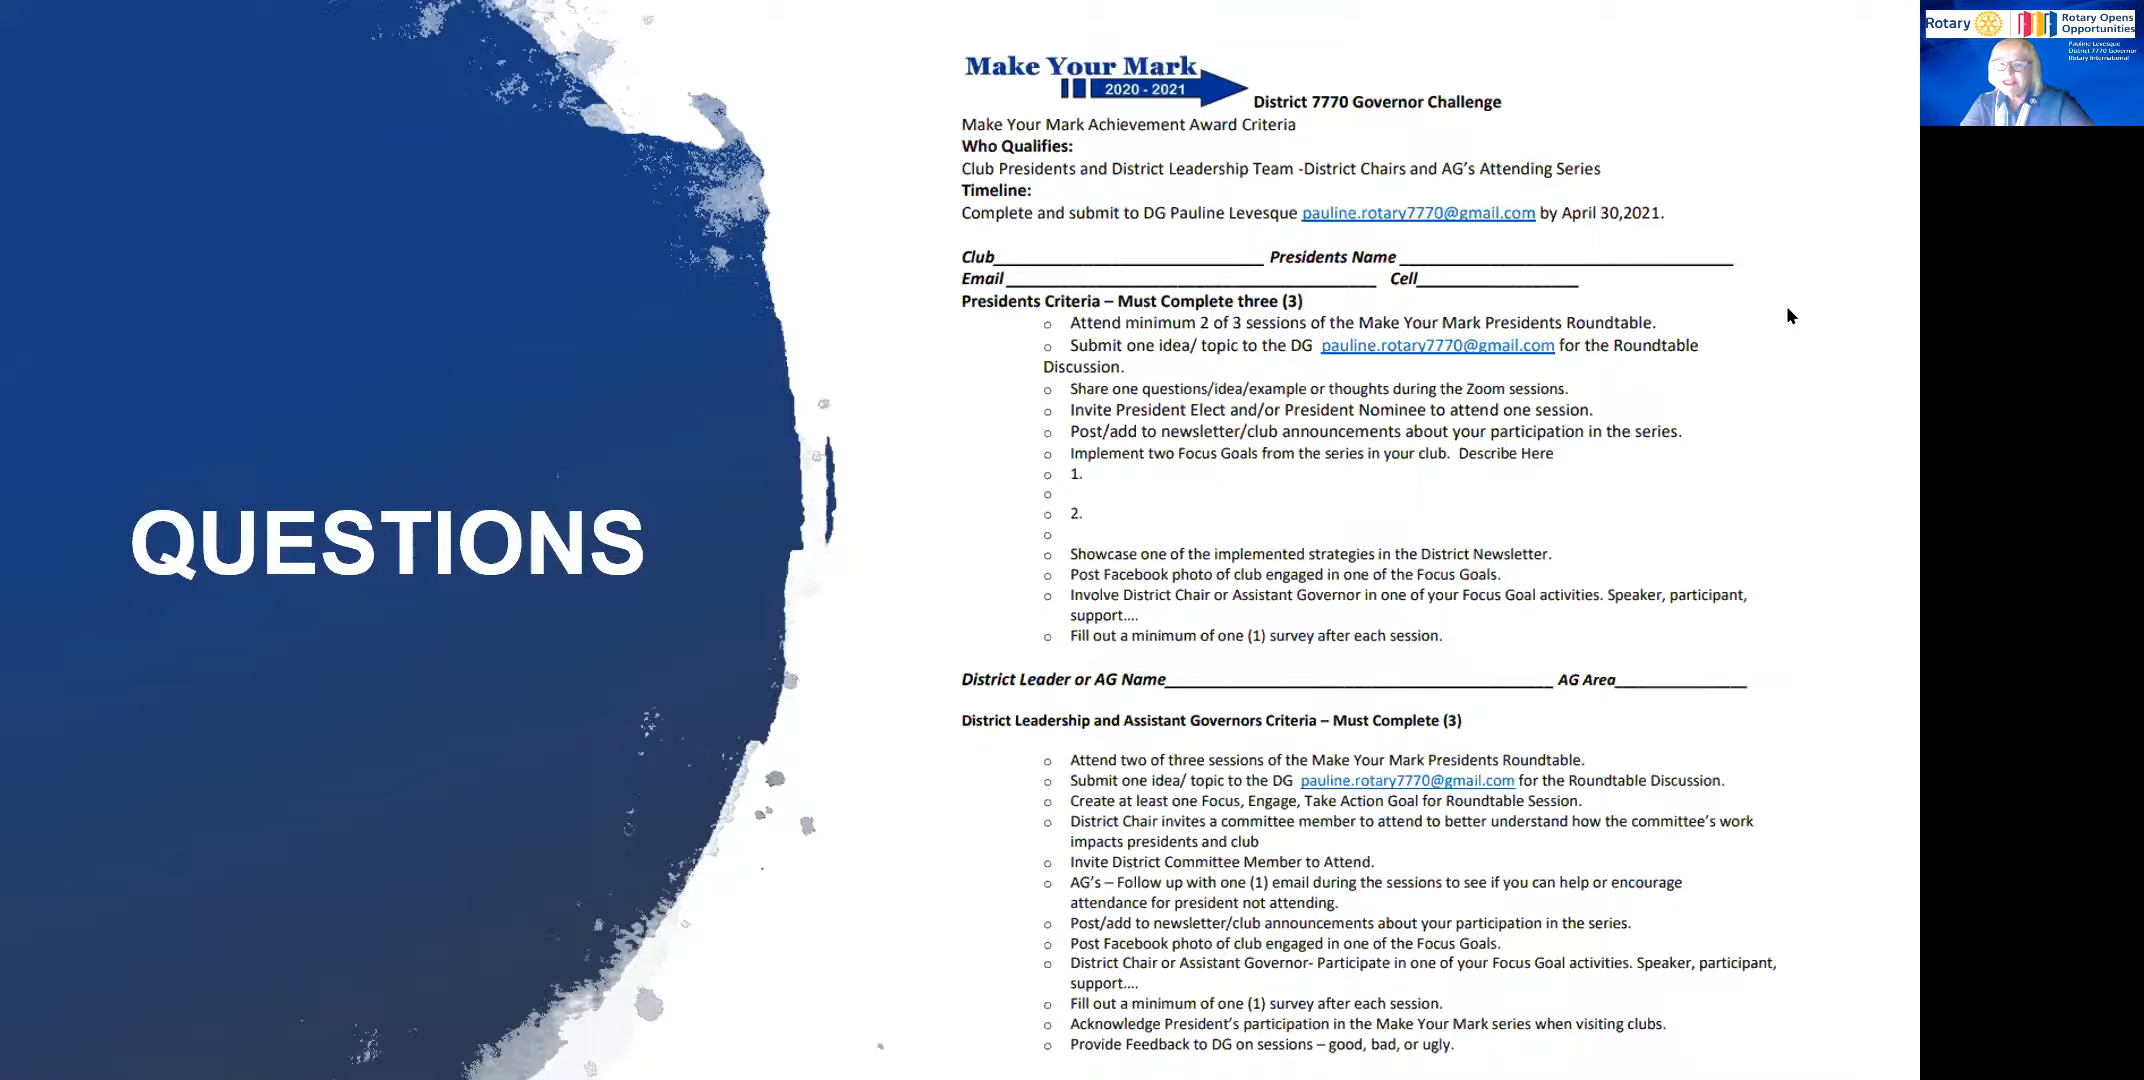 QUESTIONS
Make Your Mark
2020 - 2021
District 7770 Governor Challenge
Make Your Mark Achievement Award Criteria
Who Qualifies:
Club Presidents and District Leadership Team -District Chairs and AG's Attending Series
Timeline:
Complete and submit to DG Pauline Levesque pauline.rotary7770@gmail.com by April 30,2021.
Club______________________________ Presidents Name _____________________________________
Email _________________________________________ Cell__________________
Presidents Criteria – Must Complete three (3)
o Attend minimum 2 of 3 sessions of the Make Your Mark Presidents Roundtable.
o Submit one idea/ topic to the DG pauline.rotary7770@gmail.com for the Roundtable
Discussion.
o Share one questions/idea/example or thoughts during the Zoom sessions.
o Invite President Elect and/or President Nominee to attend one session.
o Post/add to newsletter/club announcements about your participation in the series.
o Implement two Focus Goals from the series in your club. Describe Here
o 1.
o
o 2.
o
o Showcase one of the implemented strategies in the District Newsletter.
o Post Facebook photo of club engaged in one of the Focus Goals.
o Involve District Chair or Assistant Governor in one of your Focus Goal activities. Speaker, participant,
support....
o Fill out a minimum of one (1) survey after each session.
District Leader or AG Name___________________________________________ AG Area_______________
District Leadership and Assistant Governors Criteria – Must Complete (3)
o Attend two of three sessions of the Make Your Mark Presidents Roundtable.
o Submit one idea/ topic to the DG pauline.rotary7770@gmail.com for the Roundtable Discussion.
o Create at least one Focus, Engage, Take Action Goal for Roundtable Session.
o District Chair invites a committee member to attend to better understand how the committee's work
impacts presidents and club
o Invite District Committee Member to Attend.
o AG's – Follow up with one (1) email during the sessions to see if you can help or encourage
attendance for president not attending.
o Post/add to newsletter/club announcements about your participation in the series.
o Post Facebook photo of club engaged in one of the Focus Goals.
o District Chair or Assistant Governor- Participate in one of your Focus Goal activities. Speaker, participant,
support....
o Fill out a minimum of one (1) survey after each session.
o Acknowledge President's participation in the Make Your Mark series when visiting clubs.
o Provide Feedback to DG on sessions – good, bad, or ugly.
Rotary
Rotary Opens
Opportunities
Pauline Levesque
District 7770 Governor
Rotary International